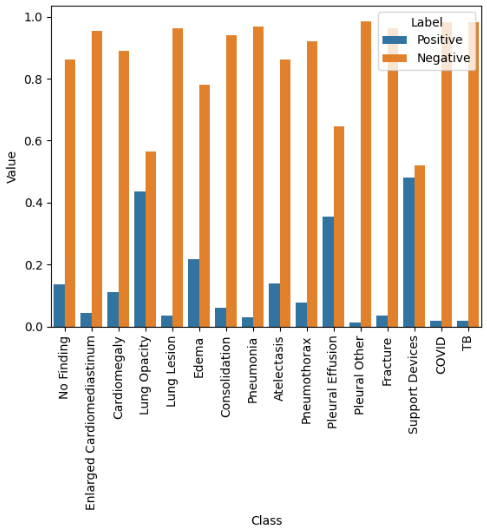 Label
Positive
Negative
Value
1.0
0.8
0.6
0.4
0.2
0.0
No Finding
Enlarged Cardiomediastinum
Cardiomegaly
Lung Opacity
Lung Lesion
Edema
Consolidation
Pneumonia
Atelectasis
Pneumothorax
Pleural Effusion
Pleural Other
Fracture
Support Devices
COVID
TB
Class